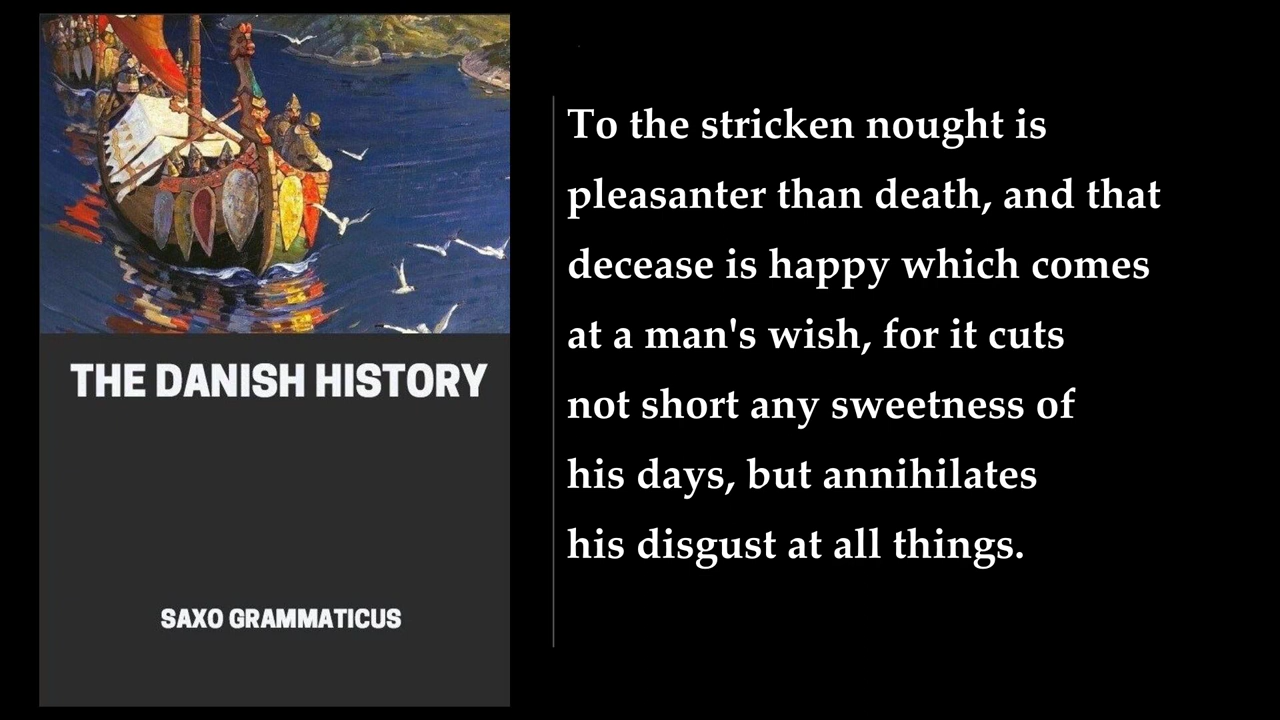 THE DANISH HISTORY
SAXO GRAMMATICUS
To the stricken nought is
pleasanter than death, and that
decease is happy which comes
at a man's wish, for it cuts
not short any sweetness of
his days, but annihilates
his disgust at all things.